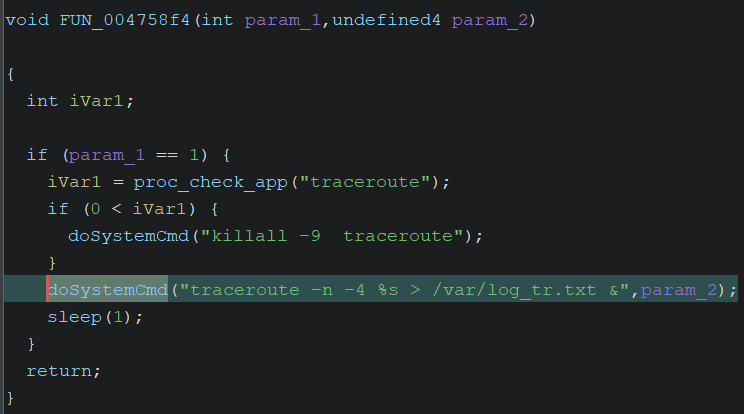 void FUN_004758f4(int param_1,undefined4 param_2)
{
int iVar1;
if (param_1 == 1) {
iVar1 = proc_check_app("traceroute");
if (0 < iVar1) {
doSystemCmd("killall -9  traceroute");
}
doSystemCmd("traceroute -n -4 %s > /var/log_tr.txt &",param_2);
sleep(1);
}
return;
}